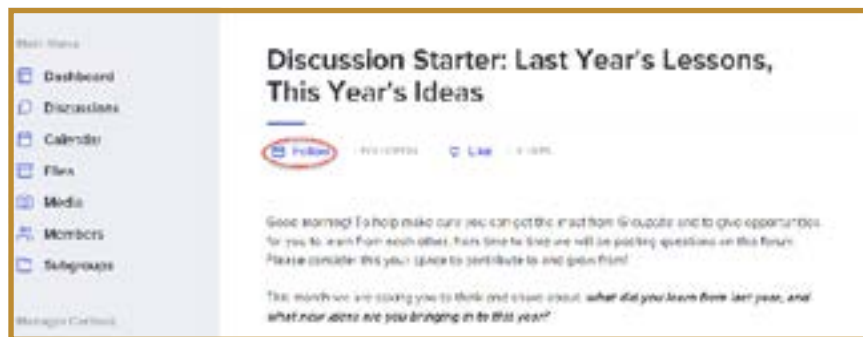 Main Menu
Dashboard
Discussions
Calendar
Files
Media
Members
Subgroups
Discussion Starter: Last Year's Lessons,
This Year's Ideas
Follow
Like
Good morning! To help make sure you can get the most from Groupsite and to give opportunities
for you to learn from each other, from time to time we will be posting questions on this forum.
Please consider this your space to contribute to and grow from!
This month we are asking you to think and share about: what did you learn from last year, and
what new ideas are you bringing in to this year?